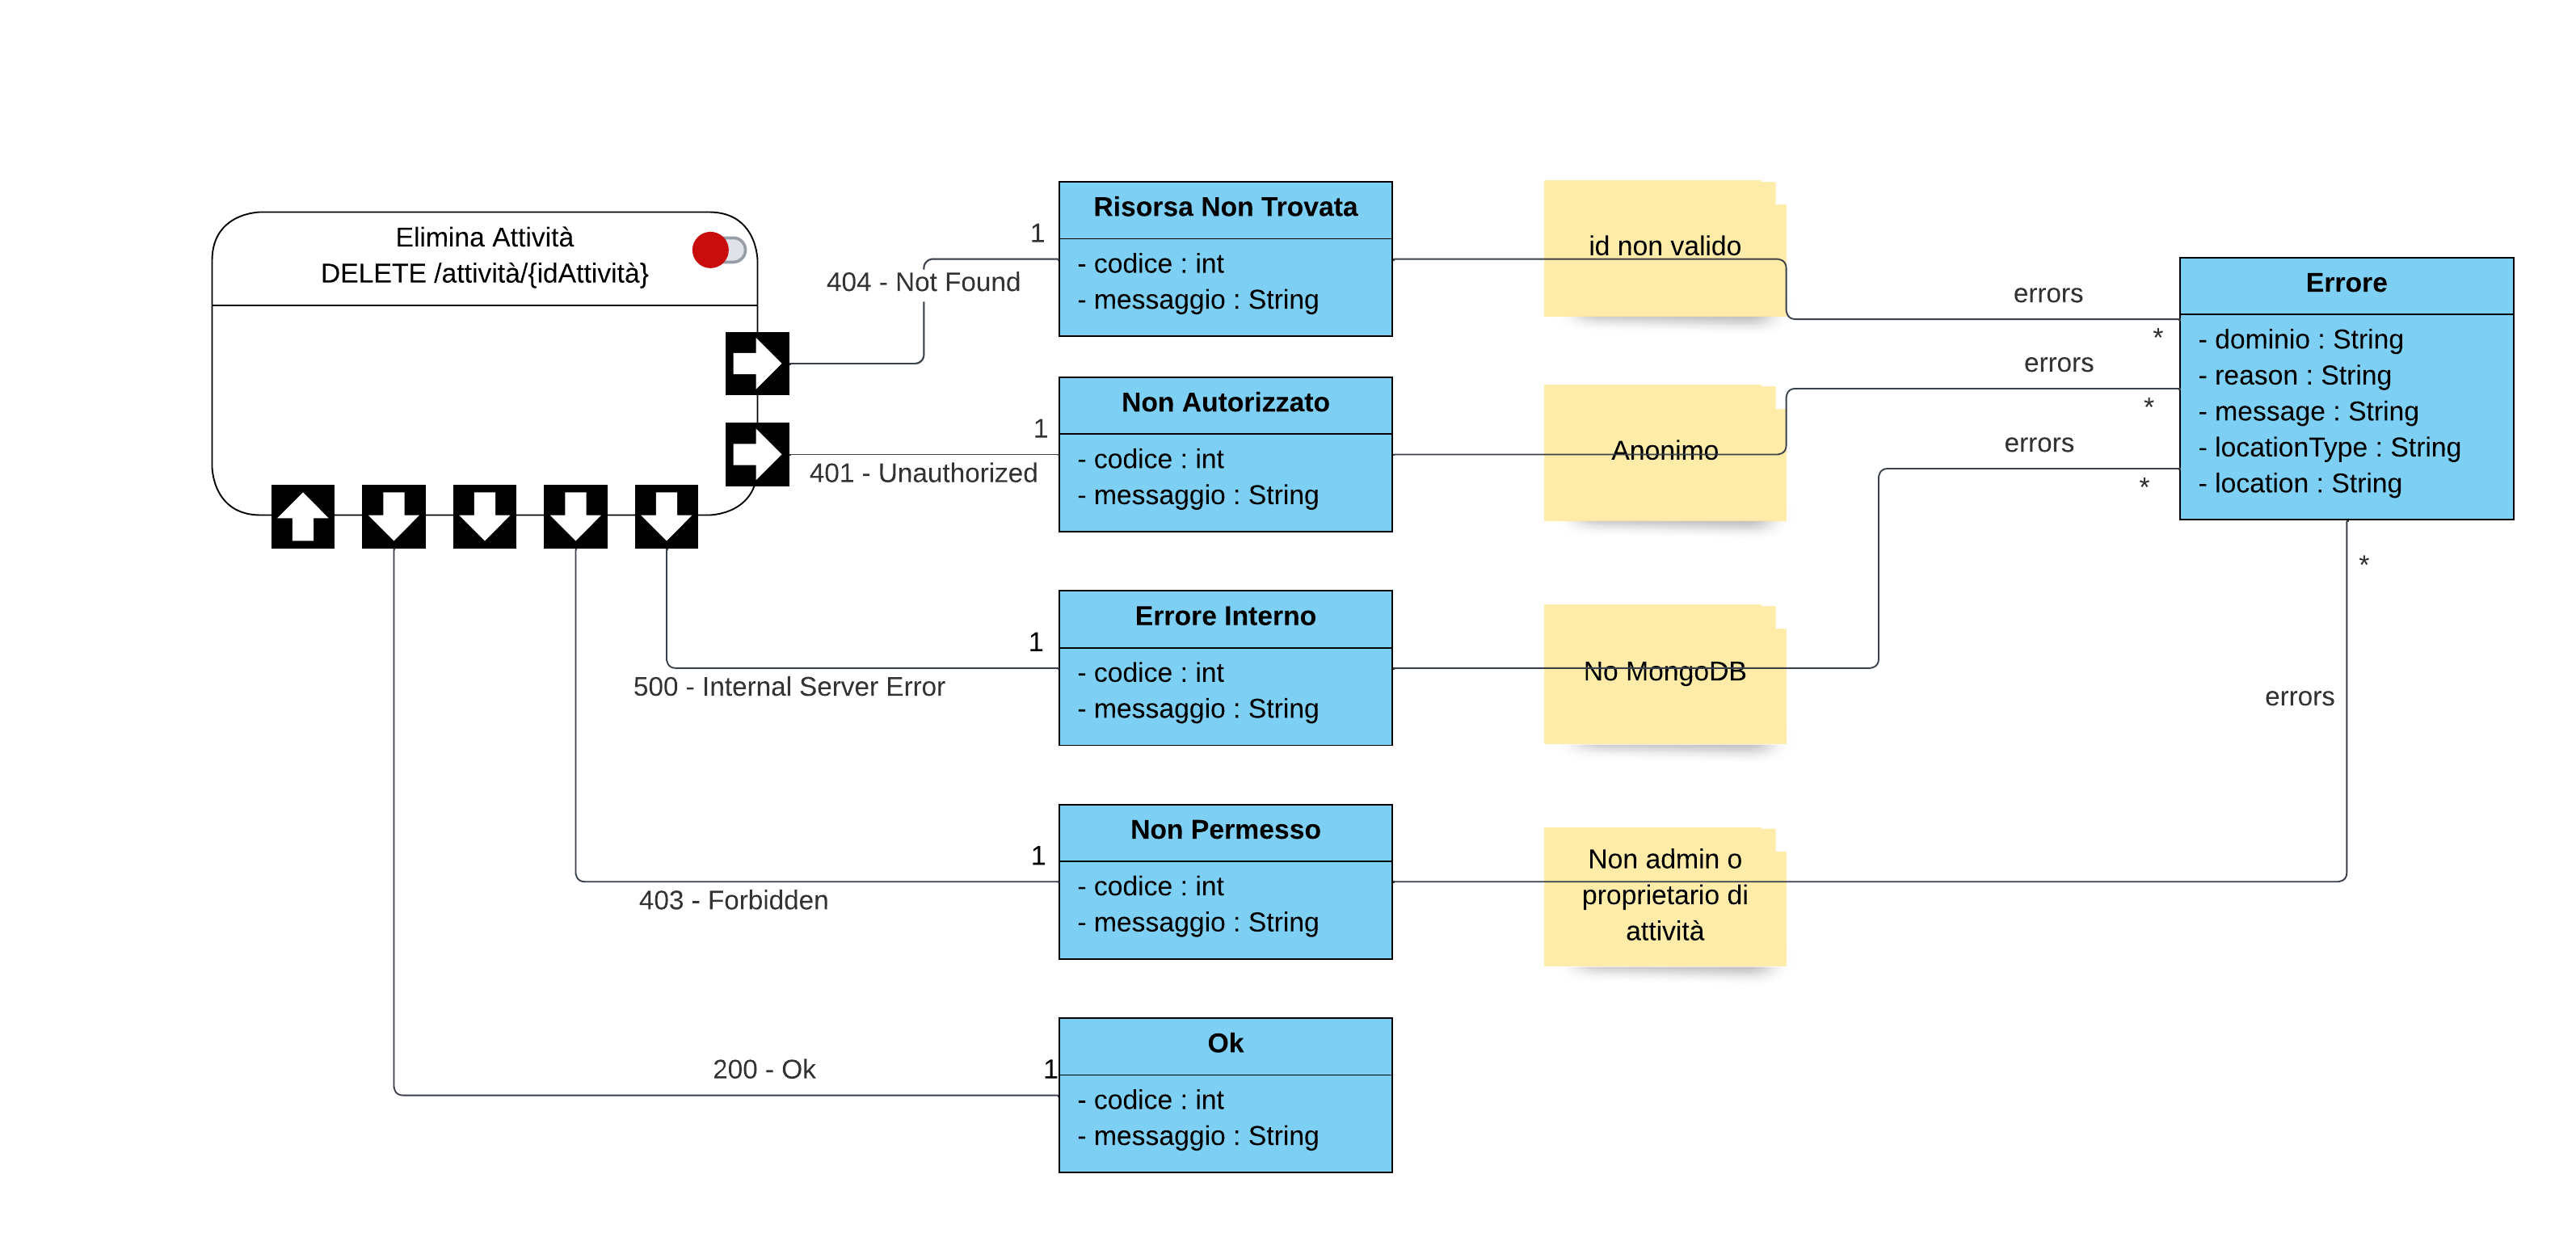 Elimina Attività
DELETE /attività/{idAttività}
404 - Not Found
1
401 - Unauthorized
1
500 - Internal Server Error
1
403 - Forbidden
1
200 - Ok
1
Risorsa Non Trovata
- codice : int
- messaggio : String
Non Autorizzato
- codice : int
- messaggio : String
Errore Interno
- codice : int
- messaggio : String
Non Permesso
- codice : int
- messaggio : String
Ok
- codice : int
- messaggio : String
id non valido
Anonimo
No MongoDB
Non admin o
proprietario di
attività
errors
*
errors
*
errors
*
*
errors
Errore
- dominio : String
- reason : String
- message : String
- locationType : String
- location : String